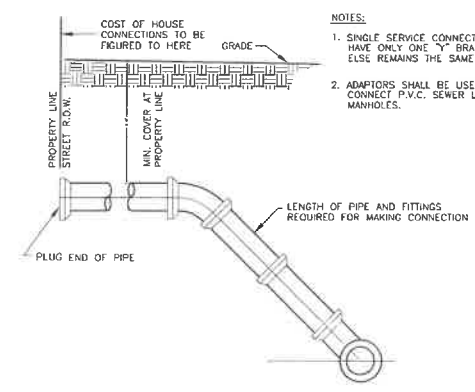 COST OF HOUSE
CONNECTIONS TO BE
FIGURED TO HERE
GRADE
NOTES:
1. SINGLE SERVICE CONNECT
HAVE ONLY ONE "Y" BRA
ELSE REMAINS THE SAME
2. ADAPTORS SHALL BE USE
CONNECT P.V.C. SEWER L
MANHOLES.
PROPERTY LINE
STREET R.O.W.
MIN. COVER AT
PROPERTY LINE
LENGTH OF PIPE AND FITTINGS
REQUIRED FOR MAKING CONNECTION
PLUG END OF PIPE